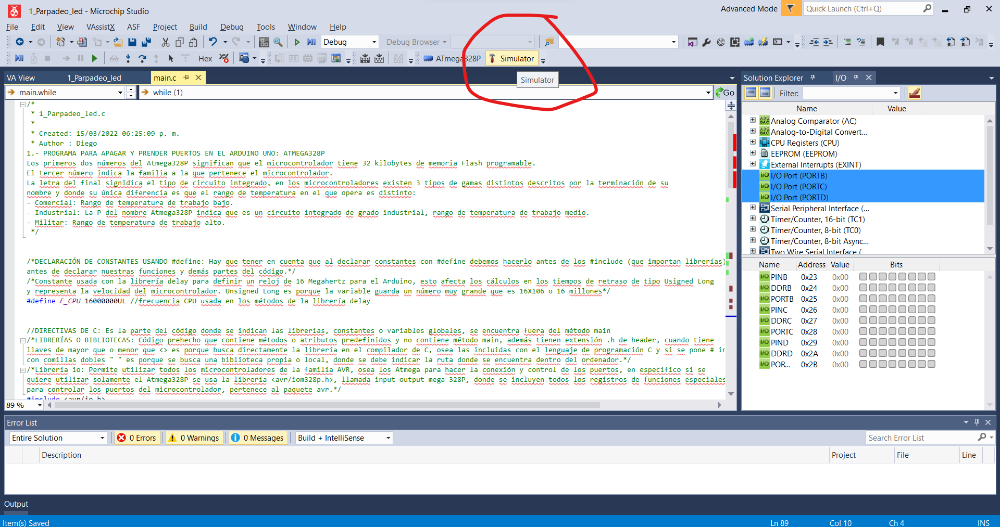 1_Parpadeo_led - Microchip Studio
Advanced Mode
Quick Launch (Ctrl+Q)
File Edit View VAssistX ASF Project Build Debug Tools Window Help
Debug
Debug Browser
Hex
ATmega328P
Simulator
Simulator
VA View
1_Parpadeo_led
main.c
main.while
while (1)
Go
/*
* 1_Parpadeo_led.c
*
* Created: 15/03/2022 06:25:09 p. m.
* Author : Diego
1.- PROGRAMA PARA APAGAR Y PRENDER PUERTOS EN EL ARDUINO UNO: ATMEGA328P
Los primeros dos números del Atmega328P significan que el microcontrolador tiene 32 kilobytes de memoria Flash programable.
El tercer número indica la familia a la que pertenece el microcontrolador.
La letra del final signidica el tipo de circuito integrado, en los microcontroladores existen 3 tipos de gamas distintos descritos por la terminación de su
nombre y donde su única diferencia es que el rango de temperatura en el que opera es distinto:
- Comercial: Rango de temperatura de trabajo bajo.
- Industrial: La P del nombre Atmega328P indica que es un circuito integrado de grado industrial, rango de temperatura de trabajo medio.
- Militar: Rango de temperatura de trabajo alto.
*/
/*DECLARACIÓN DE CONSTANTES USANDO #define: Hay que tener en cuenta que al declarar constantes con #define debemos hacerlo antes de los #include (que importan librerías)
antes de declarar nuestras funciones y demás partes del código.*/
/*Constante usada con la librería delay para definir un reloj de 16 Megahertz para el Arduino, esto afecta los cálculos en los tiempos de retraso de tipo Usigned Long
y representa la velocidad del microcontrolador. Unsigned Long es porque la variable guarda un número muy grande que es 16X106 o 16 millones*/
#define F_CPU 16000000UL //frecuencia CPU usada en los métodos de la librería delay
//DIRECTIVAS DE C: Es la parte del código donde se indican las librerías, constantes o variables globales, se encuentra fuera del método main
/*LIBRERÍAS O BIBLIOTECAS: Código prehecho que contiene métodos o atributos predefinidos y no contiene método main, además tienen extensión .h de header, cuando tiene
llaves de mayor que o menor que <> es porque busca directamente la librería en el compilador de C, osea las incluidas con el lenguaje de programación C y si se pone # in
con comillas dobles " " es porque se busca una biblioteca propia o local, donde se debe indicar la ruta donde se encuentra dentro del ordenador.*/
/*Librería io: Permite utilizar todos los microcontroladores de la familia AVR, osea los Atmega para hacer la conexión y control de los puertos, en específico si se
quiere utilizar solamente el Atmega328P se usa la librería <avr/iom328p.h>, llamada input output mega 328P, donde se incluyen todos los registros de funciones especiales
para controlar los puertos del microcontrolador, pertenece al paquete avr.*/
#include <avr/io.h>
89 %
Solution Explorer
I/O
Filter:
Name Value
Analog Comparator (AC)
Analog-to-Digital Convert...
CPU Registers (CPU)
EEPROM (EEPROM)
External Interrupts (EXINT)
I/O Port (PORTB)
I/O Port (PORTC)
I/O Port (PORTD)
Serial Peripheral Interface (...
Timer/Counter, 16-bit (TC1)
Timer/Counter, 8-bit (TC0)
Timer/Counter, 8-bit Async...
Two Wire Serial Interface (
Name Address Value Bits
PINB 0x23 0x00
DDRB 0x24 0x00
PORTB 0x25 0x00
PINC 0x26 0x00
DDRC 0x27 0x00
PORTC 0x28 0x00
PIND 0x29 0x00
DDRD 0x2A 0x00
POR... 0x2B 0x00
Error List
Entire Solution
0 Errors
0 Warnings
0 Messages
Build + IntelliSense
Search Error List
Description Project File Line
Output
Item(s) Saved
Ln 89 Col 10 Ch 4 INS